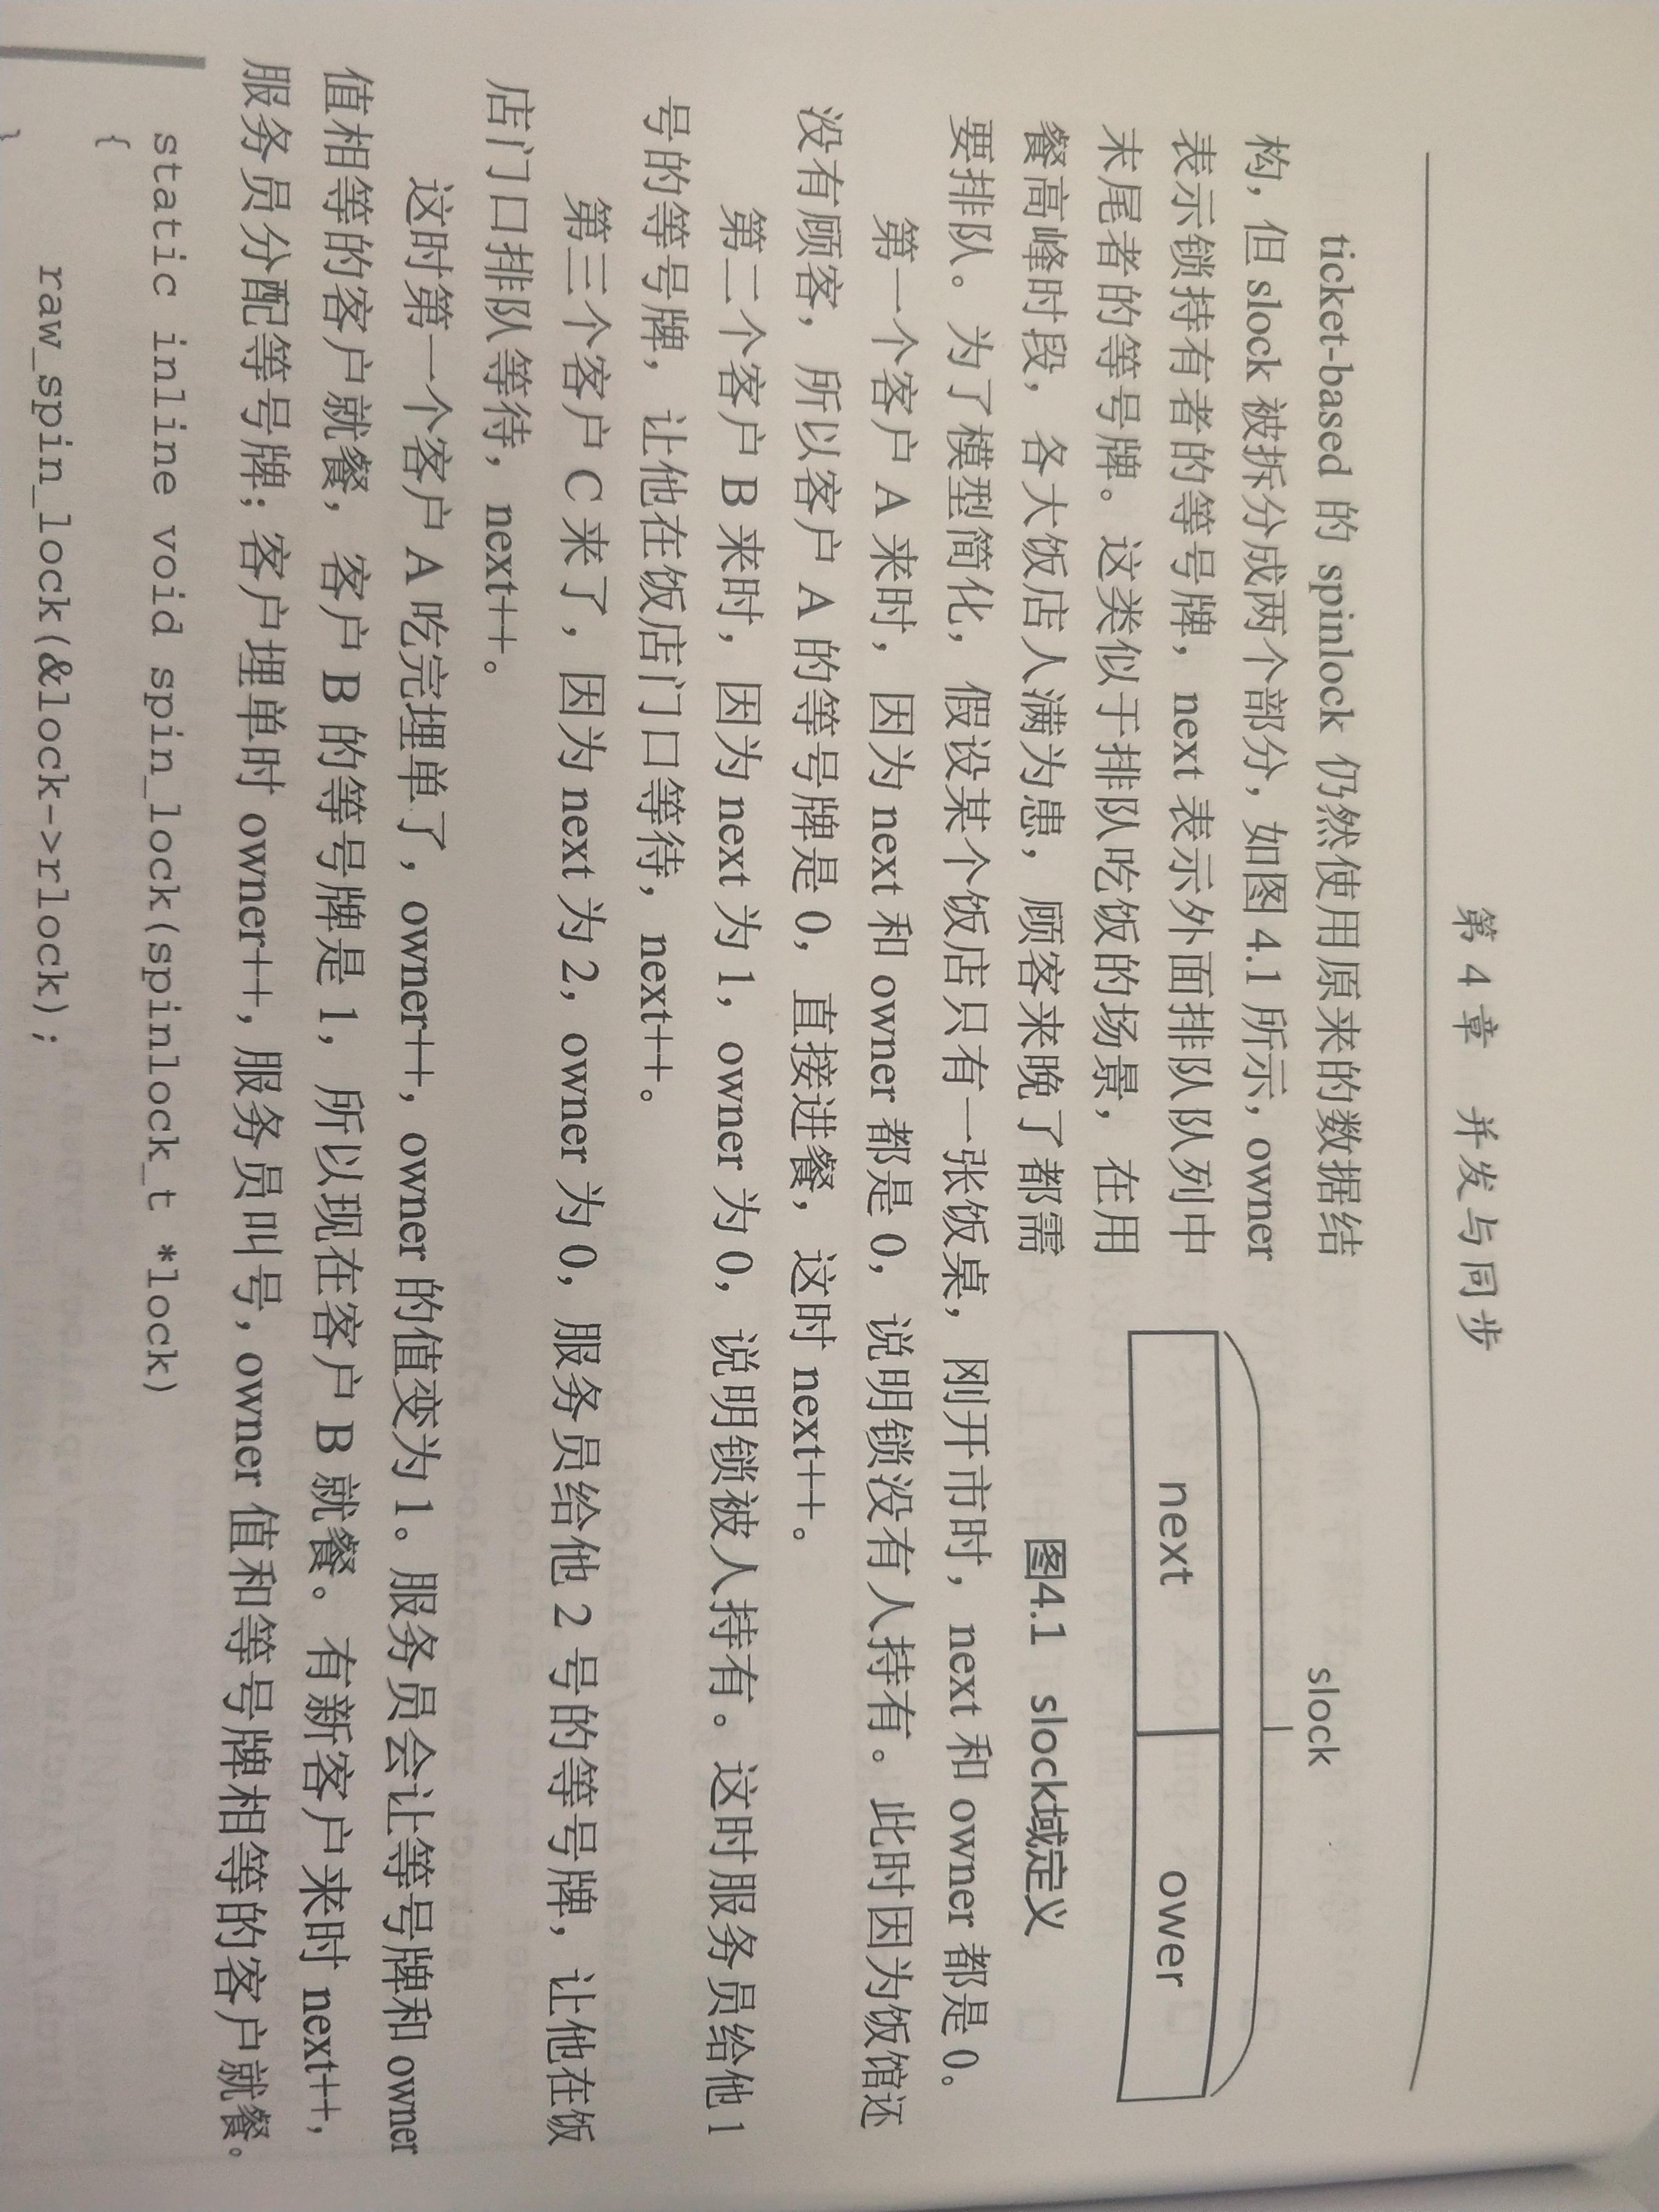 第 4 章 并发与同步
ticket-based 的 spinlock 仍然使用原来的数据结
构，但 slock 被拆分成两个部分，如图 4.1 所示，owner
表示锁持有者的等号牌，next 表示外面排队队列中
末尾者的等号牌。这类似于排队吃饭的场景，在用
餐高峰时段，各大饭店人满为患，顾客来晚了都需
slock
next ower
图4.1 slock域定义
要排队。为了模型简化，假设某个饭店只有一张饭桌，刚开市时，next 和 owner 都是 0。
第一个客户 A 来时，因为 next 和 owner 都是 0，说明锁没有人持有。此时因为饭馆还
没有顾客，所以客户 A 的等号牌是 0，直接进餐，这时 next++。
第二个客户 B 来时，因为 next 为 1，owner 为 0，说明锁被人持有。这时服务员给他 1
号的等号牌，让他在饭店门口等待，next++。
第三个客户 C 来了，因为 next 为 2，owner 为 0，服务员给他 2 号的等号牌，让他在饭
店门口排队等待，next++。
这时第一个客户 A 吃完埋单了，owner++，owner 的值变为 1。服务员会让等号牌和 owner
值相等的客户就餐，客户 B 的等号牌是 1，所以现在客户 B 就餐。有新客户来时 next++，
服务员分配等号牌；客户埋单时 owner++，服务员叫号，owner 值和等号牌相等的客户就餐。
static inline void spin_lock(spinlock_t *lock)
{
raw_spin_lock(&lock->rlock);
}